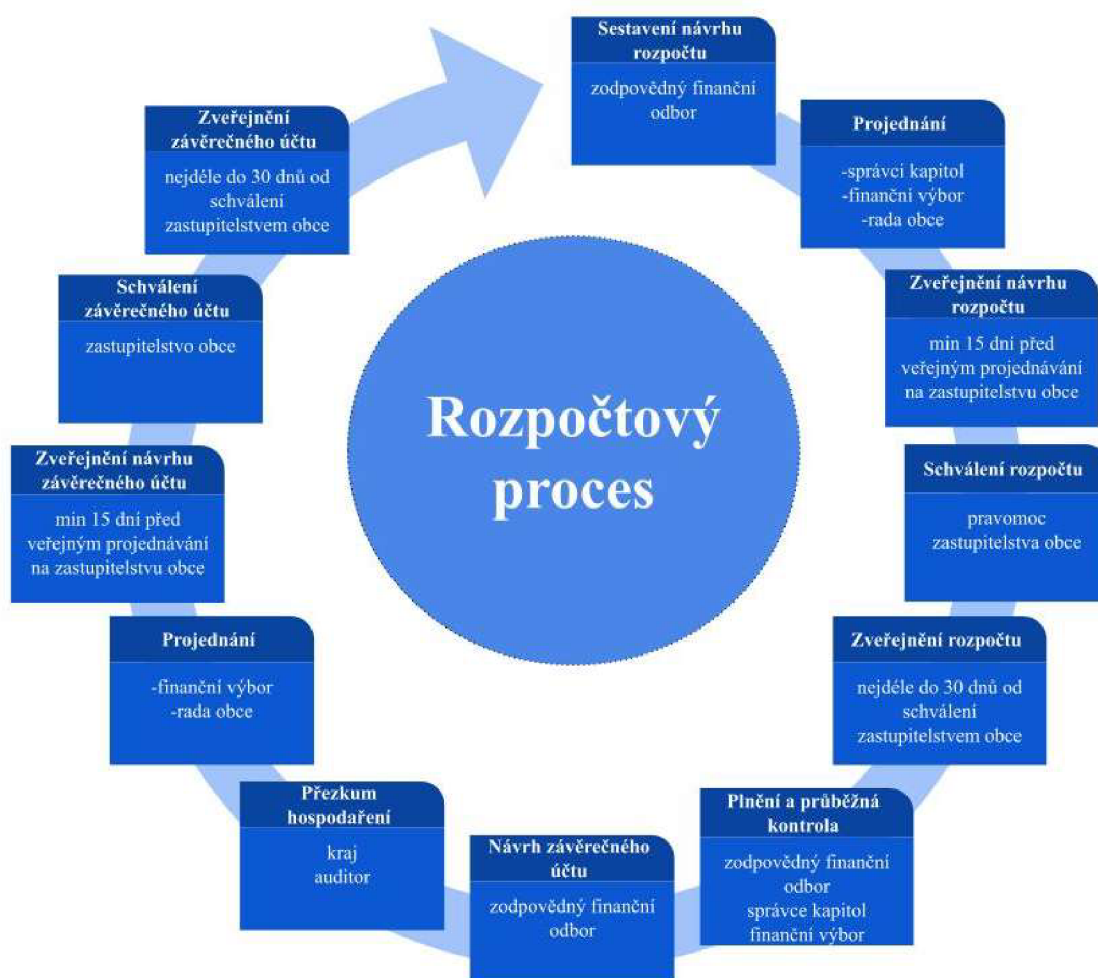 Sestavení návrhu
rozpočtu
zodpovědný finanční
odbor
Projednání
-správci kapitol
-finanční výbor
-rada obce
Zveřejnění návrhu
rozpočtu
min 15 dní před
veřejným projednávání
na zastupitelstvu obce
Schválení rozpočtu
pravomoc
zastupitelstva obce
Zveřejnění rozpočtu
nejdéle do 30 dnů od
schválení
zastupitelstvem obce
Plnění a průběžná
kontrola
zodpovědný finanční
odbor
správce kapitol
finanční výbor
Návrh závěrečného
účtu
zodpovědný finanční
odbor
Přezkum
hospodaření
kraj
auditor
Projednání
-finanční výbor
-rada obce
Zveřejnění návrhu
závěrečného účtu
min 15 dní před
veřejným projednávání
na zastupitelstvu obce
Schválení
závěrečného účtu
zastupitelstvo obce
Zveřejnění
závěrečného účtu
nejdéle do 30 dnů od
schválení
zastupitelstvem obce
Rozpočtový
proces